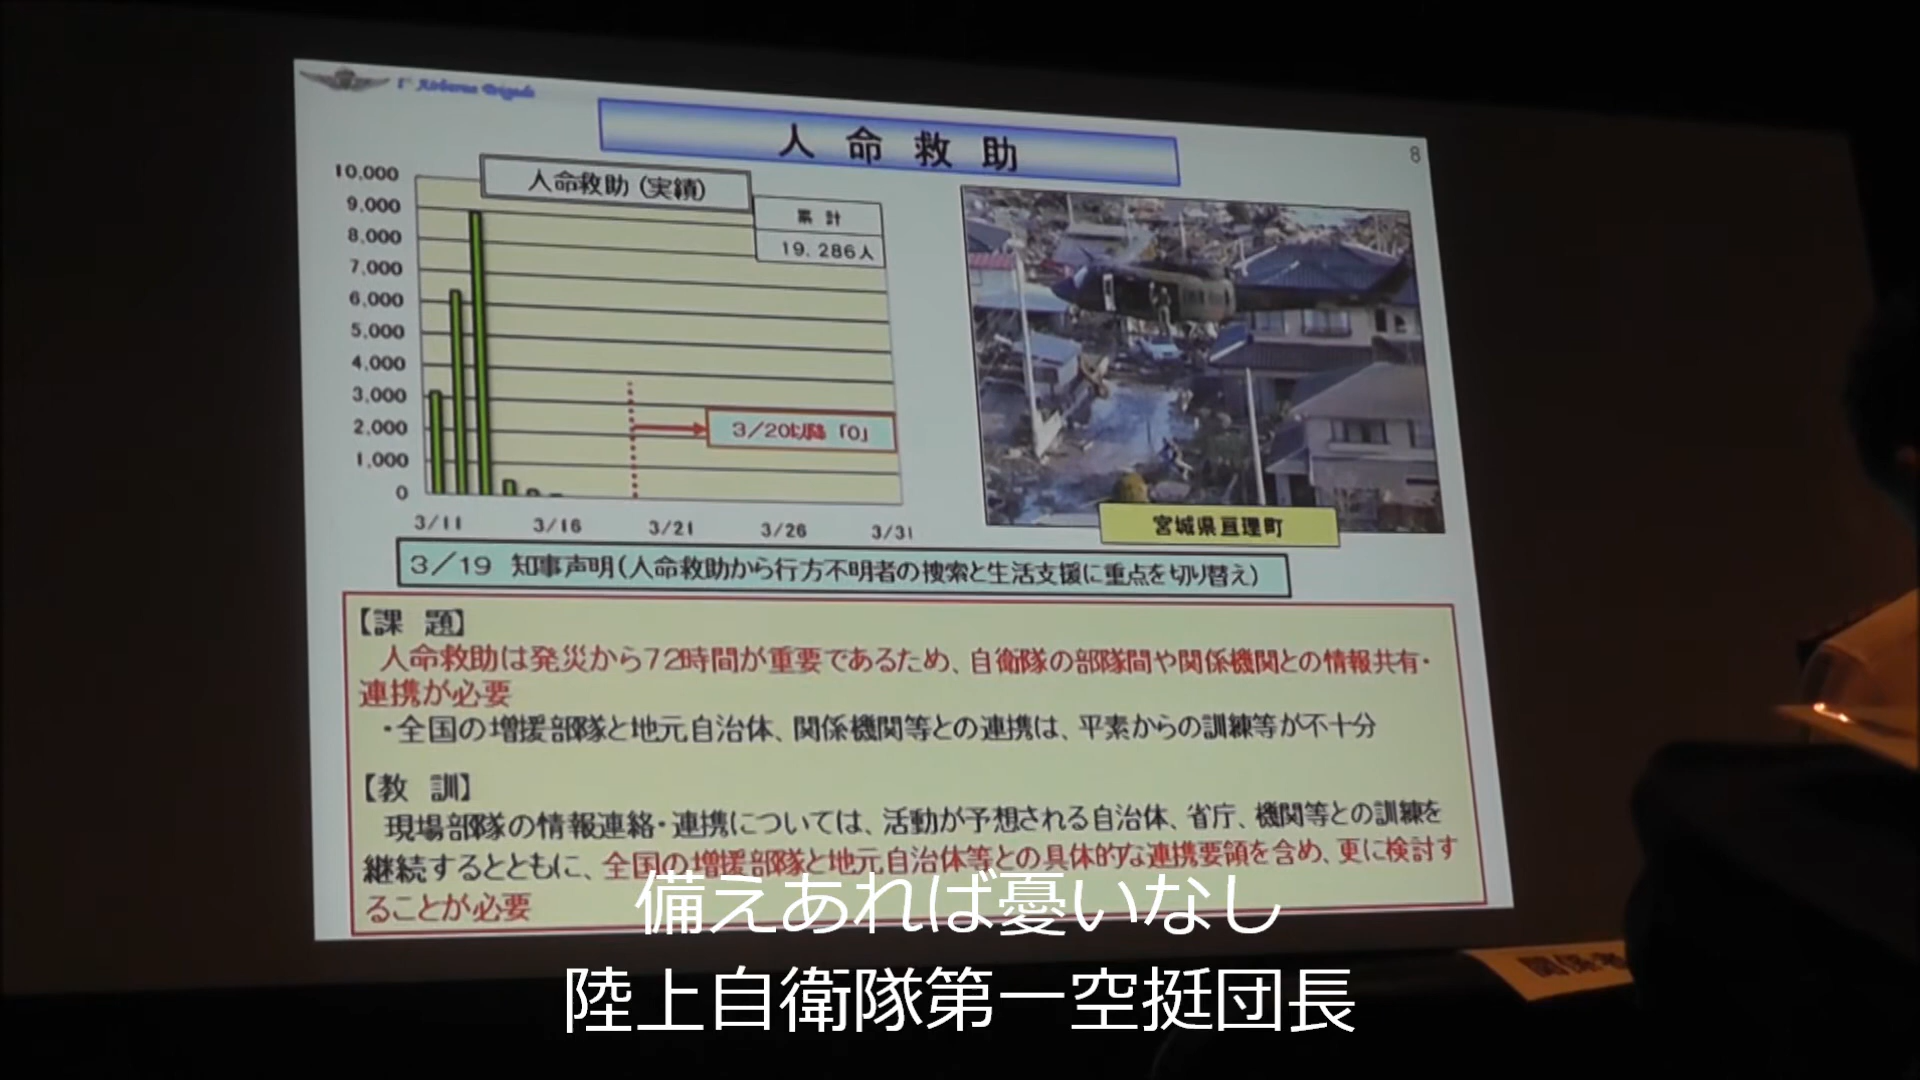 1st Airborne Brigade
人命救助
8
人命救助(実績)
累計
19,286人
10,000
9,000
8,000
7,000
6,000
5,000
4,000
3,000
2,000
1,000
0
3/20以降「0」
3/11 3/16 3/21 3/26 3/31
宮城県亘理町
3/19 知事声明(人命救助から行方不明者の捜索と生活支援に重点を切り替え)
【課 題】
人命救助は発災から72時間が重要であるため、自衛隊の部隊間や関係機関との情報共有・
連携が必要
・全国の増援部隊と地元自治体、関係機関等との連携は、平素からの訓練等が不十分
【教 訓】
現場部隊の情報連絡・連携については、活動が予想される自治体、省庁、機関等との訓練を
継続するとともに、全国の増援部隊と地元自治体等との具体的な連携要領を含め、更に検討す
ることが必要
備えあれば憂いなし
陸上自衛隊第一空挺団長